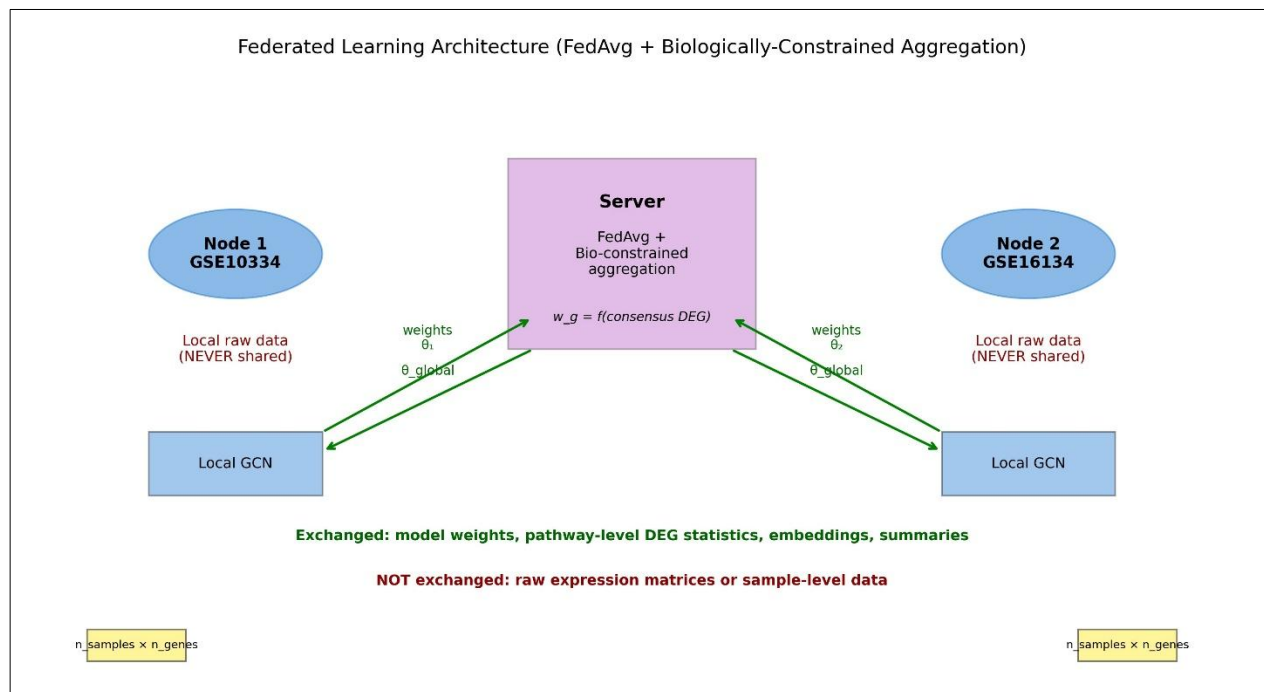 Federated Learning Architecture (FedAvg + Biologically-Constrained Aggregation)
Node 1
GSE10334
Local raw data
(NEVER shared)
Local GCN
weights
θ₁
θ_global
Server
FedAvg +
Bio-constrained
aggregation
w_g = f(consensus DEG)
weights
θ₂
θ_global
Node 2
GSE16134
Local raw data
(NEVER shared)
Local GCN
Exchanged: model weights, pathway-level DEG statistics, embeddings, summaries
NOT exchanged: raw expression matrices or sample-level data
n_samples × n_genes
n_samples × n_genes